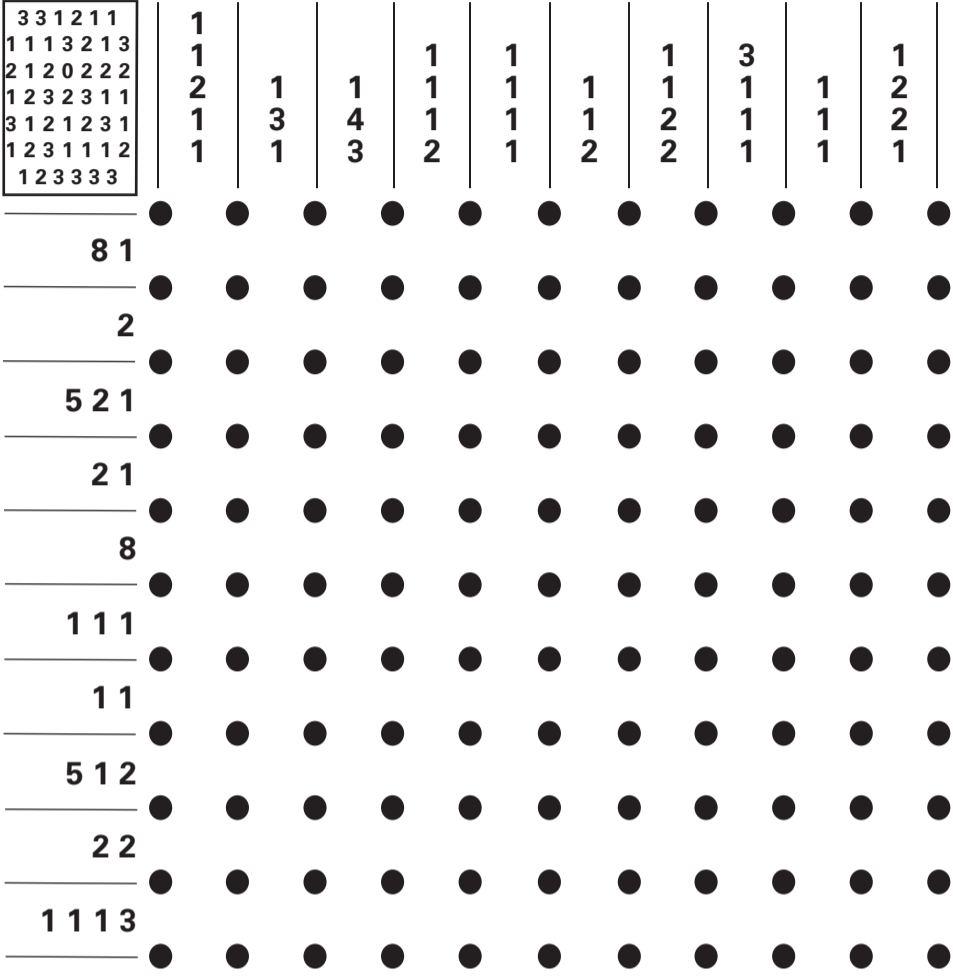 3 3 1 2 1 1
1 1 1 3 2 1 3
2 1 2 0 2 2 2
1 2 3 2 3 1 1
3 1 2 1 2 3 1
1 2 3 1 1 1 2
1 2 3 3 3 3
1
1 1 1 1 3 1
2 1 1 1 1 1 1 1 1 2
1 3 4 1 1 1 2 1 1 2
1 1 3 2 1 2 2 1 1 1
8 1
2
5 2 1
2 1
8
1 1 1
1 1
5 1 2
2 2
1 1 1 3